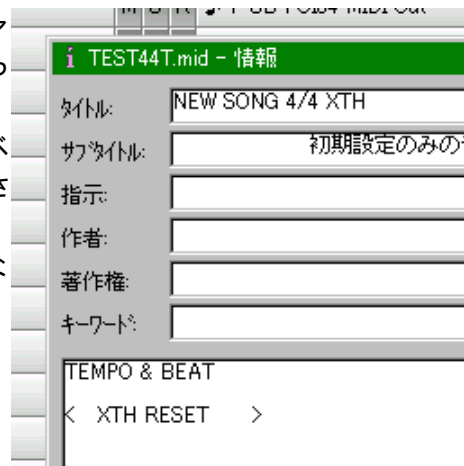 TEST44T.mid - 情報
ﾀｲﾄﾙ: NEW SONG 4/4 XTH
ｻﾌﾞﾀｲﾄﾙ: 初期設定のみの
指示:
作者:
著作権:
ｷｰﾜｰﾄﾞ:
TEMPO & BEAT
< XTH RESET >